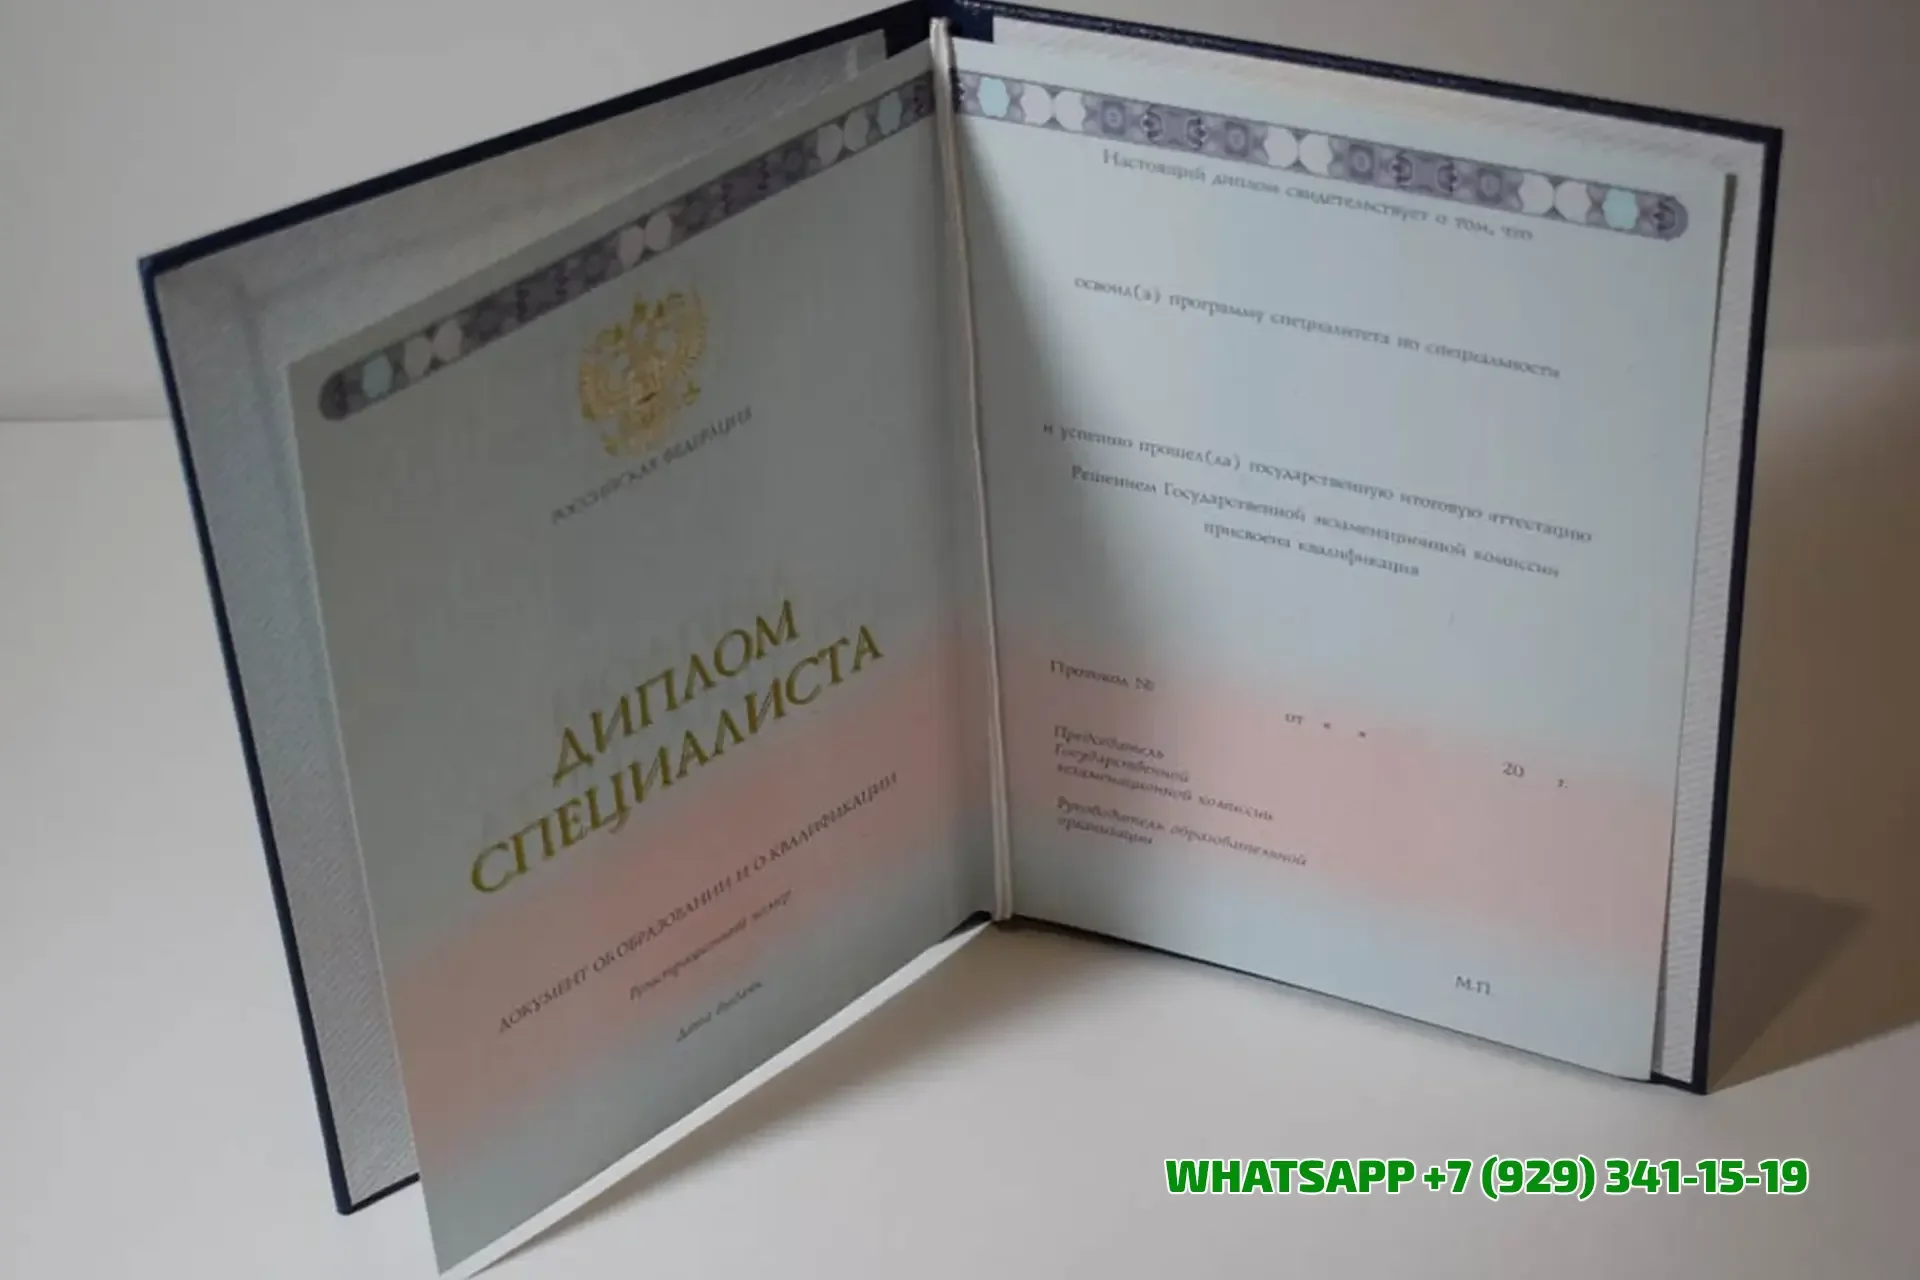 РОССИЙСКАЯ ФЕДЕРАЦИЯ
ДИПЛОМ
СПЕЦИАЛИСТА
ДОКУМЕНТ ОБ ОБРАЗОВАНИИ И О КВАЛИФИКАЦИИ
Регистрационный номер
Дата выдачи
Настоящий диплом свидетельствует о том, что
освоил(а) программу специалитета по специальности
и успешно прошел(ла) государственную итоговую аттестацию
Решением Государственной экзаменационной комиссии
присвоена квалификация
Протокол №
от « »
20 г.
Председатель
Государственной
экзаменационной комиссии
Руководитель образовательной
организации
М.П.
WHATSAPP +7 (929) 341-15-19